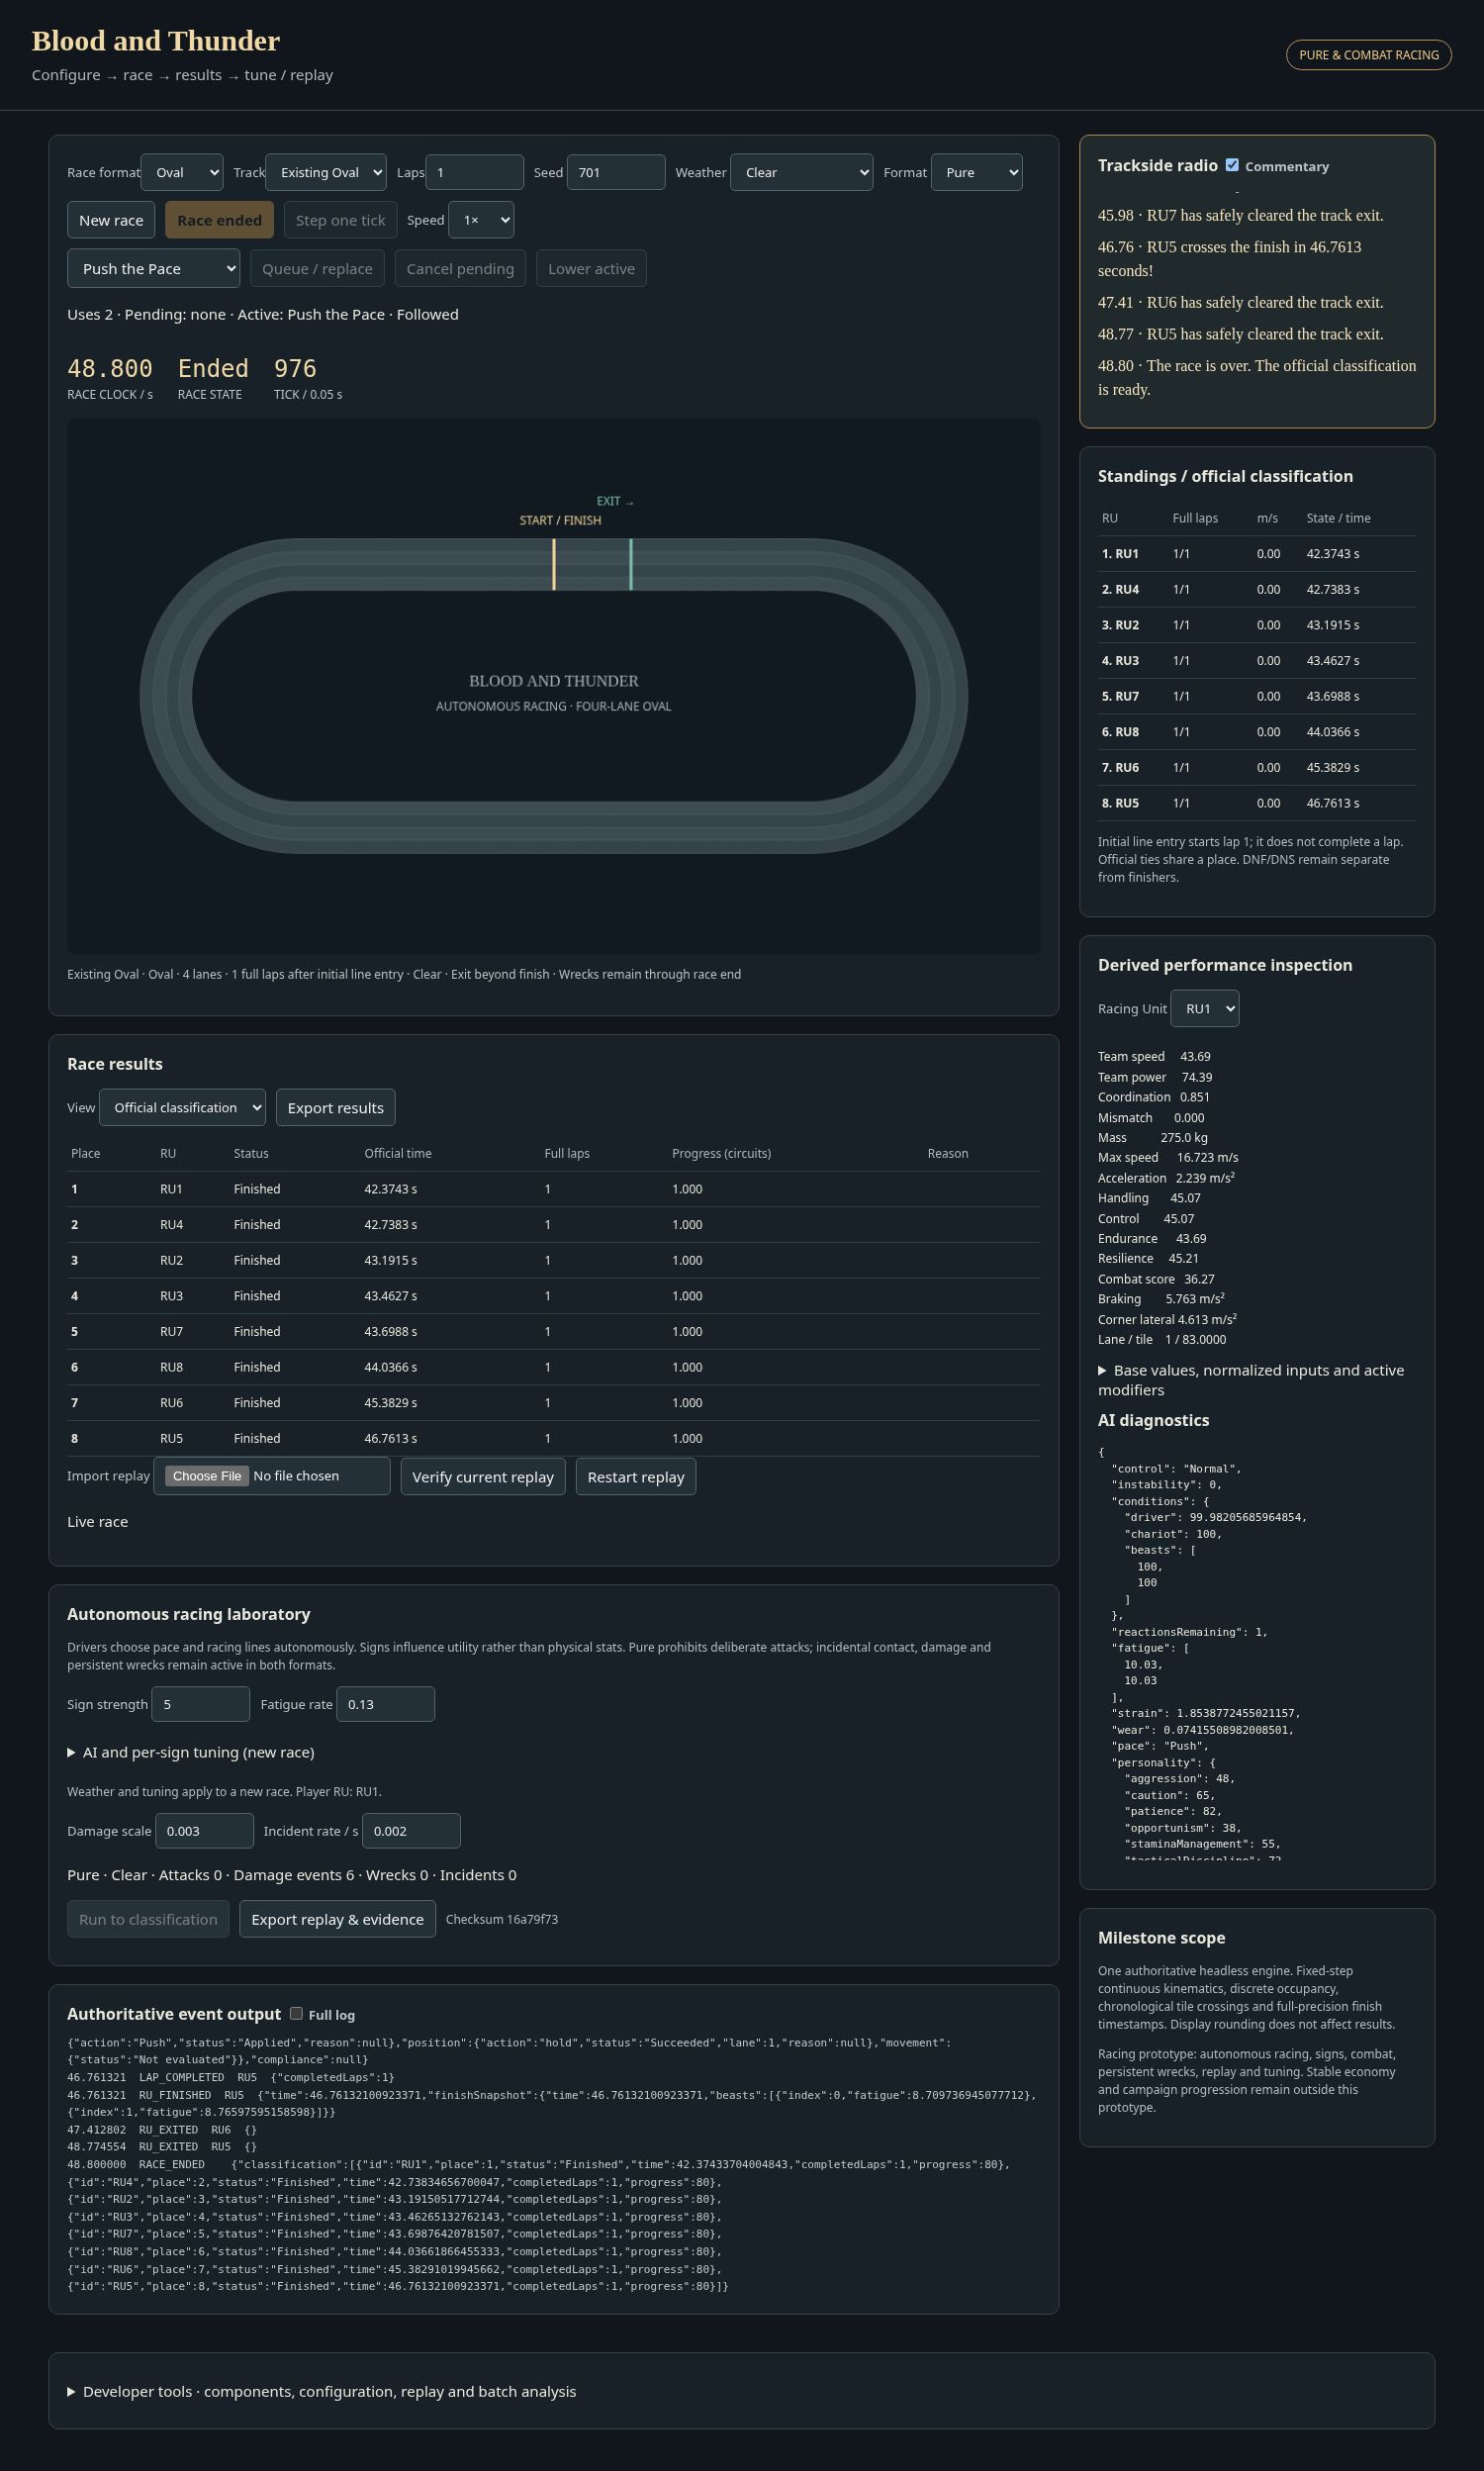 Blood and Thunder
Configure → race → results → tune / replay
PURE & COMBAT RACING
Race format Oval Track Existing Oval Laps 1 Seed 701 Weather Clear Format Pure
New race Race ended Step one tick Speed 1×
Push the Pace Queue / replace Cancel pending Lower active
Uses 2 · Pending: none · Active: Push the Pace · Followed
48.800 Ended 976
RACE CLOCK / s RACE STATE TICK / 0.05 s
EXIT →
START / FINISH
BLOOD AND THUNDER
AUTONOMOUS RACING · FOUR-LANE OVAL
Existing Oval · Oval · 4 lanes · 1 full laps after initial line entry · Clear · Exit beyond finish · Wrecks remain through race end
Race results
View Official classification Export results
Place RU Status Official time Full laps Progress (circuits) Reason
1 RU1 Finished 42.3743 s 1 1.000
2 RU4 Finished 42.7383 s 1 1.000
3 RU2 Finished 43.1915 s 1 1.000
4 RU3 Finished 43.4627 s 1 1.000
5 RU7 Finished 43.6988 s 1 1.000
6 RU8 Finished 44.0366 s 1 1.000
7 RU6 Finished 45.3829 s 1 1.000
8 RU5 Finished 46.7613 s 1 1.000
Import replay Choose File No file chosen Verify current replay Restart replay
Live race
Autonomous racing laboratory
Drivers choose pace and racing lines autonomously. Signs influence utility rather than physical stats. Pure prohibits deliberate attacks; incidental contact, damage and
persistent wrecks remain active in both formats.
Sign strength 5 Fatigue rate 0.13
▶ AI and per-sign tuning (new race)
Weather and tuning apply to a new race. Player RU: RU1.
Damage scale 0.003 Incident rate / s 0.002
Pure · Clear · Attacks 0 · Damage events 6 · Wrecks 0 · Incidents 0
Run to classification Export replay & evidence Checksum 16a79f73
Authoritative event output Full log
{"action":"Push","status":"Applied","reason":null},"position":{"action":"hold","status":"Succeeded","lane":1,"reason":null},"movement":
{"status":"Not evaluated"}},"compliance":null}
46.761321 LAP_COMPLETED RU5 {"completedLaps":1}
46.761321 RU_FINISHED RU5 {"time":46.76132100923371,"finishSnapshot":{"time":46.76132100923371,"beasts":[{"index":0,"fatigue":8.709736945077712},
{"index":1,"fatigue":8.76597595158598}]}}
47.412802 RU_EXITED RU6 {}
48.774554 RU_EXITED RU5 {}
48.800000 RACE_ENDED {"classification":[{"id":"RU1","place":1,"status":"Finished","time":42.37433704004843,"completedLaps":1,"progress":80},
{"id":"RU4","place":2,"status":"Finished","time":42.73834656700047,"completedLaps":1,"progress":80},
{"id":"RU2","place":3,"status":"Finished","time":43.19150517712744,"completedLaps":1,"progress":80},
{"id":"RU3","place":4,"status":"Finished","time":43.46265132762143,"completedLaps":1,"progress":80},
{"id":"RU7","place":5,"status":"Finished","time":43.69876420781507,"completedLaps":1,"progress":80},
{"id":"RU8","place":6,"status":"Finished","time":44.03661866455333,"completedLaps":1,"progress":80},
{"id":"RU6","place":7,"status":"Finished","time":45.38291019945662,"completedLaps":1,"progress":80},
{"id":"RU5","place":8,"status":"Finished","time":46.76132100923371,"completedLaps":1,"progress":80}]}
Trackside radio Commentary
45.98 · RU7 has safely cleared the track exit.
46.76 · RU5 crosses the finish in 46.7613
seconds!
47.41 · RU6 has safely cleared the track exit.
48.77 · RU5 has safely cleared the track exit.
48.80 · The race is over. The official classification
is ready.
Standings / official classification
RU Full laps m/s State / time
1. RU1 1/1 0.00 42.3743 s
2. RU4 1/1 0.00 42.7383 s
3. RU2 1/1 0.00 43.1915 s
4. RU3 1/1 0.00 43.4627 s
5. RU7 1/1 0.00 43.6988 s
6. RU8 1/1 0.00 44.0366 s
7. RU6 1/1 0.00 45.3829 s
8. RU5 1/1 0.00 46.7613 s
Initial line entry starts lap 1; it does not complete a lap.
Official ties share a place. DNF/DNS remain separate
from finishers.
Derived performance inspection
Racing Unit RU1
Team speed 43.69
Team power 74.39
Coordination 0.851
Mismatch 0.000
Mass 275.0 kg
Max speed 16.723 m/s
Acceleration 2.239 m/s²
Handling 45.07
Control 45.07
Endurance 43.69
Resilience 45.21
Combat score 36.27
Braking 5.763 m/s²
Corner lateral 4.613 m/s²
Lane / tile 1 / 83.0000
▶ Base values, normalized inputs and active
modifiers
AI diagnostics
{
"control": "Normal",
"instability": 0,
"conditions": {
"driver": 99.98205685964854,
"chariot": 100,
"beasts": [
100,
100
]
},
"reactionsRemaining": 1,
"fatigue": [
10.03,
10.03
],
"strain": 1.8538772455021157,
"wear": 0.07415508982008501,
"pace": "Push",
"personality": {
"aggression": 48,
"caution": 65,
"patience": 82,
"opportunism": 38,
"staminaManagement": 55,
"tacticalDiscipline": 72
Milestone scope
One authoritative headless engine. Fixed-step
continuous kinematics, discrete occupancy,
chronological tile crossings and full-precision finish
timestamps. Display rounding does not affect results.
Racing prototype: autonomous racing, signs, combat,
persistent wrecks, replay and tuning. Stable economy
and campaign progression remain outside this
prototype.
▶ Developer tools · components, configuration, replay and batch analysis